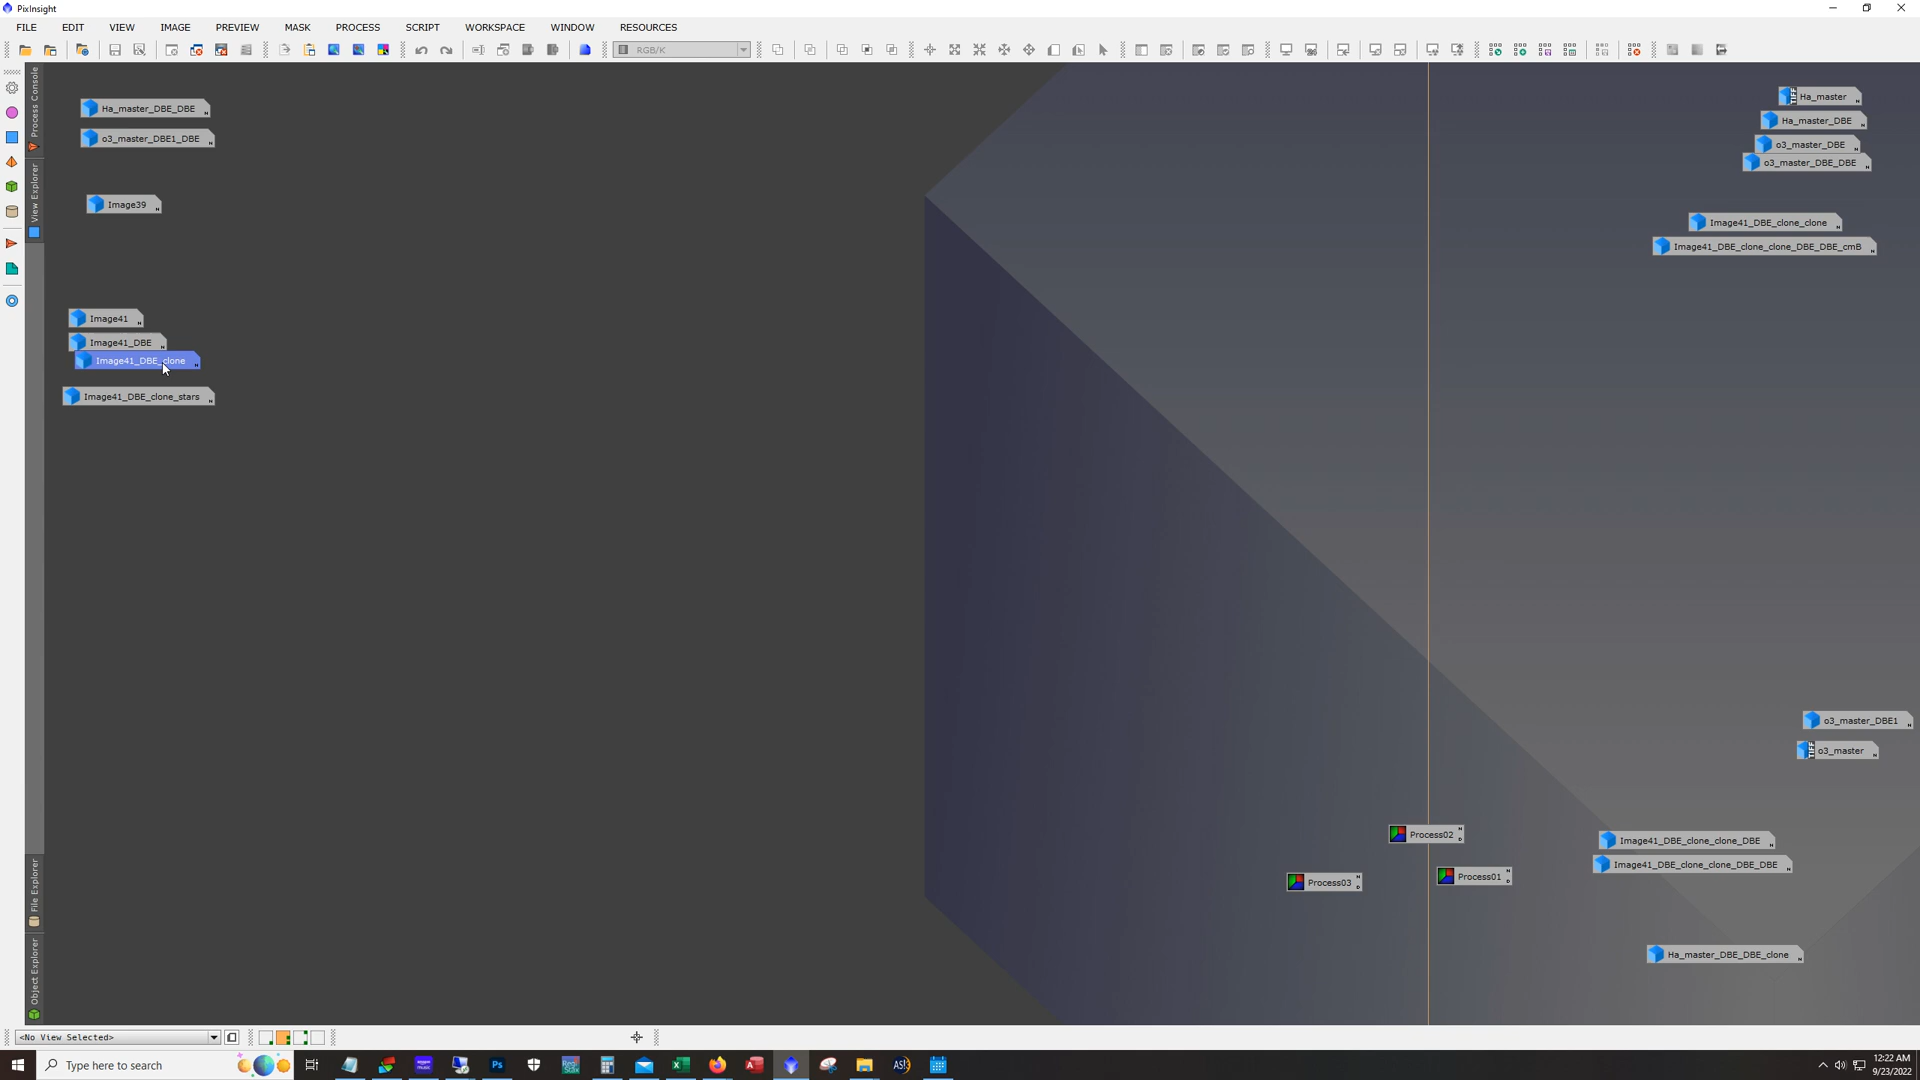 PixInsight
FILE EDIT VIEW IMAGE PREVIEW MASK PROCESS SCRIPT WORKSPACE WINDOW RESOURCES
RGB/K
Process Console
View Explorer
File Explorer
Object Explorer
Ha_master_DBE_DBE
o3_master_DBE1_DBE
Image39
Image41
Image41_DBE
Image41_DBE_clone
Image41_DBE_clone_stars
Ha_master
Ha_master_DBE
o3_master_DBE
o3_master_DBE_DBE
Image41_DBE_clone_clone
Image41_DBE_clone_clone_DBE_DBE_cmB
o3_master_DBE1
o3_master
Process02
Process03
Process01
Image41_DBE_clone_clone_DBE
Image41_DBE_clone_clone_DBE_DBE
Ha_master_DBE_DBE_clone
<No View Selected>
Type here to search
Ps
12:22 AM
9/23/2022